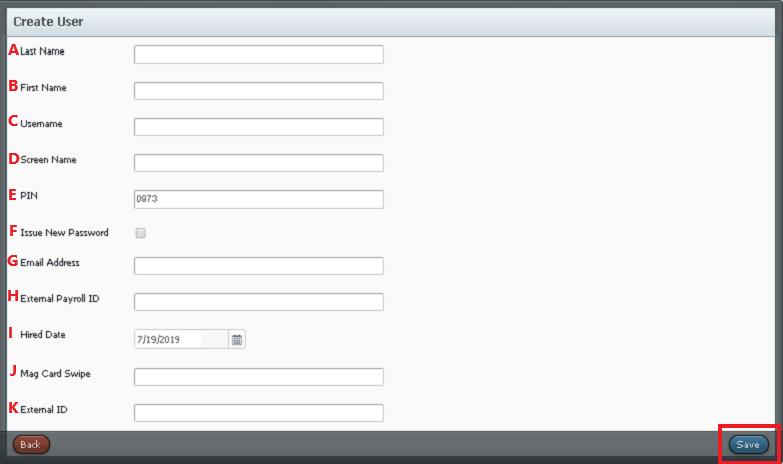 Create User
A Last Name
B First Name
C Username
D Screen Name
E PIN 0973
F Issue New Password
G Email Address
H External Payroll ID
I Hired Date 7/19/2019
J Mag Card Swipe
K External ID
Back Save